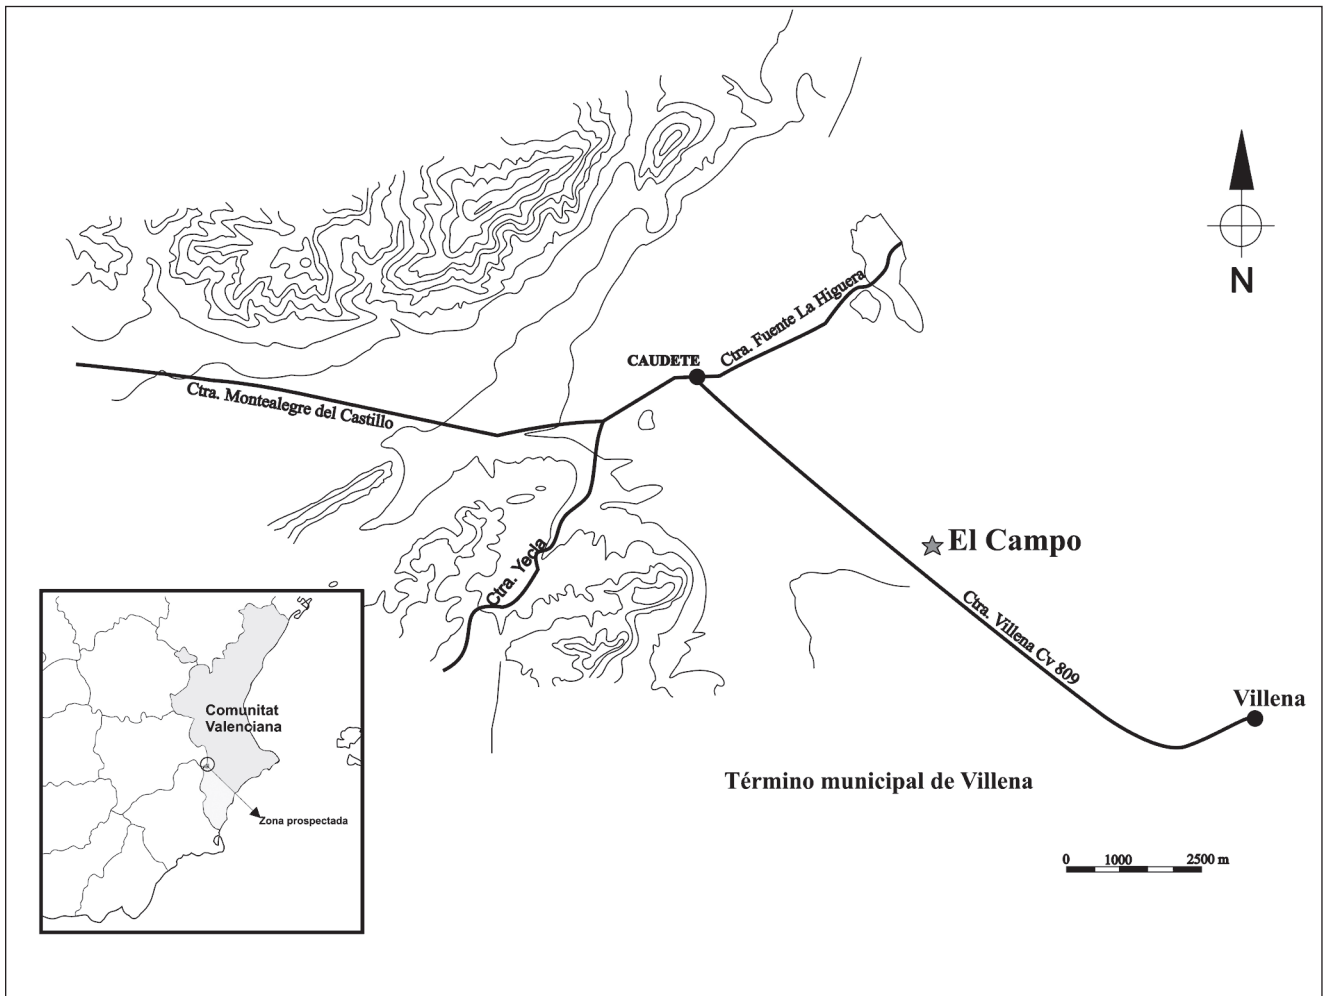 N
Ctra. Fuente La Higuera
CAUDETE
Ctra. Montealegre del Castillo
El Campo
Ctra. Yecla
Ctra. Villena Cv 809
Villena
Comunitat
Valenciana
Término municipal de Villena
Zona prospectada
0 1000 2500 m